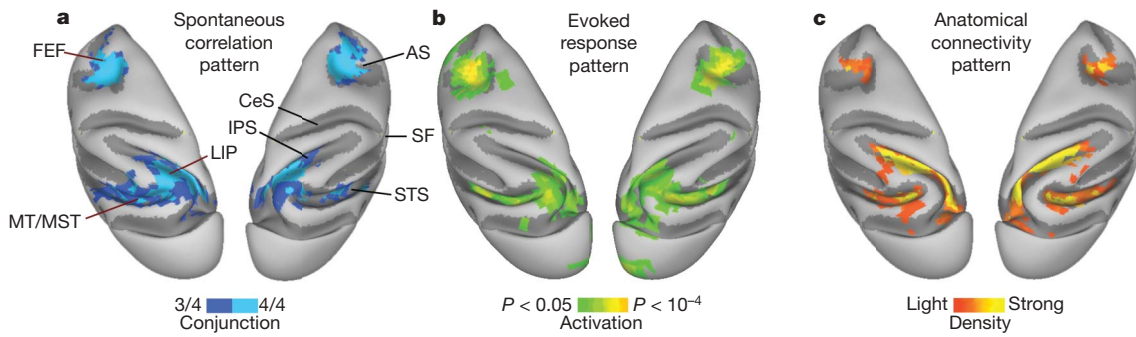 a Spontaneous correlation pattern
FEF
AS
CeS
IPS
LIP
SF
STS
MT/MST
3/4 4/4
Conjunction
b Evoked response pattern
P < 0.05 P < 10⁻⁴
Activation
c Anatomical connectivity pattern
Light Strong
Density